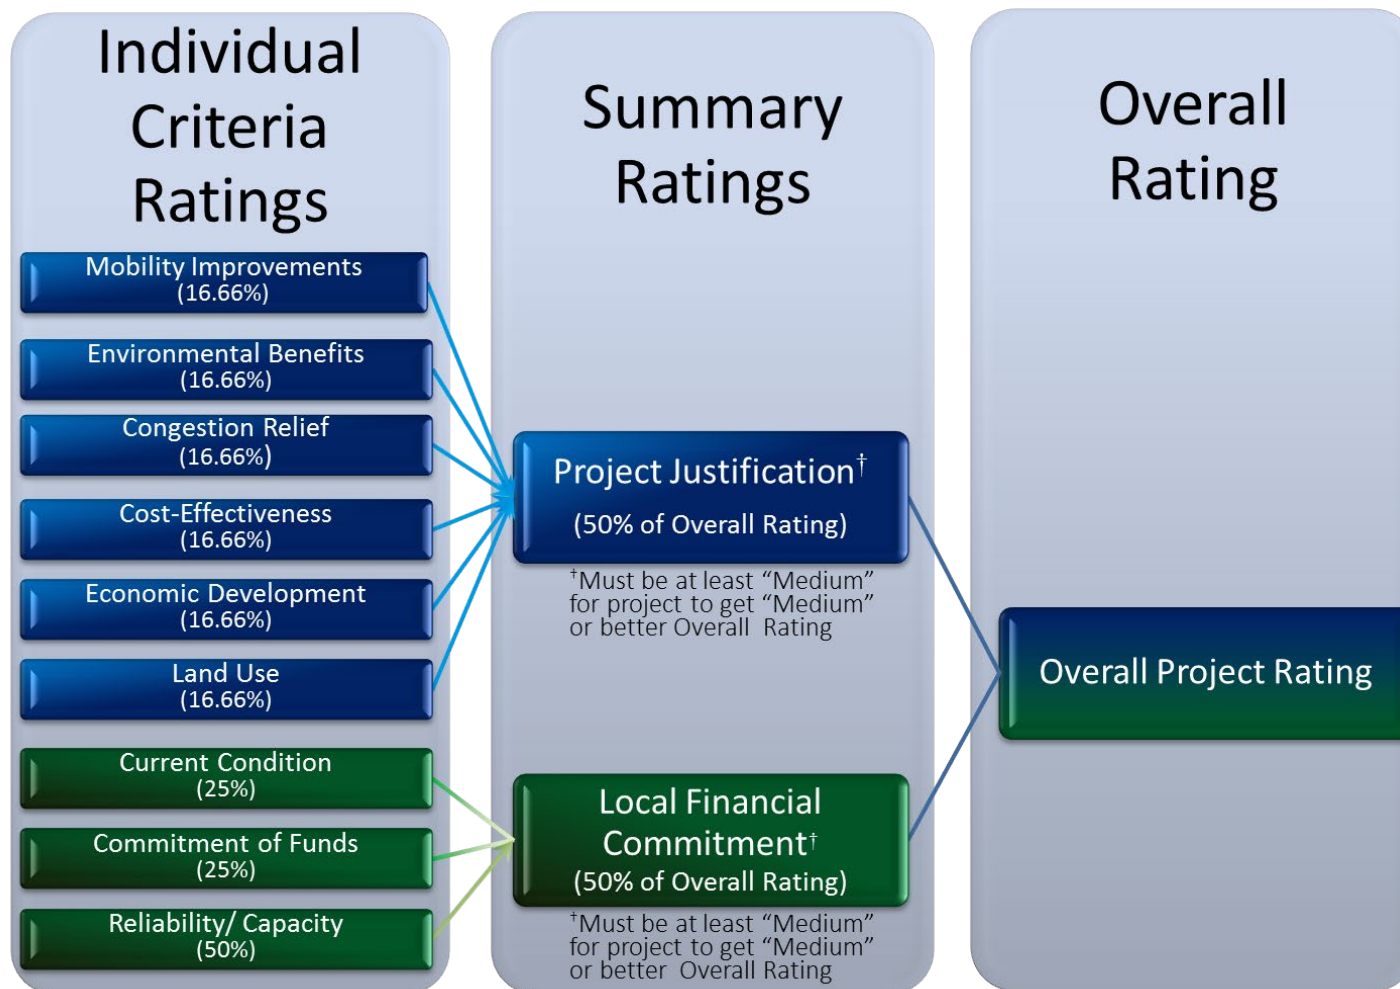 Individual
Criteria
Ratings
Mobility Improvements
(16.66%)
Environmental Benefits
(16.66%)
Congestion Relief
(16.66%)
Cost-Effectiveness
(16.66%)
Economic Development
(16.66%)
Land Use
(16.66%)
Current Condition
(25%)
Commitment of Funds
(25%)
Reliability/ Capacity
(50%)
Summary
Ratings
Project Justification†
(50% of Overall Rating)
†Must be at least “Medium”
for project to get “Medium”
or better Overall Rating
Local Financial
Commitment†
(50% of Overall Rating)
†Must be at least “Medium”
for project to get “Medium”
or better Overall Rating
Overall
Rating
Overall Project Rating